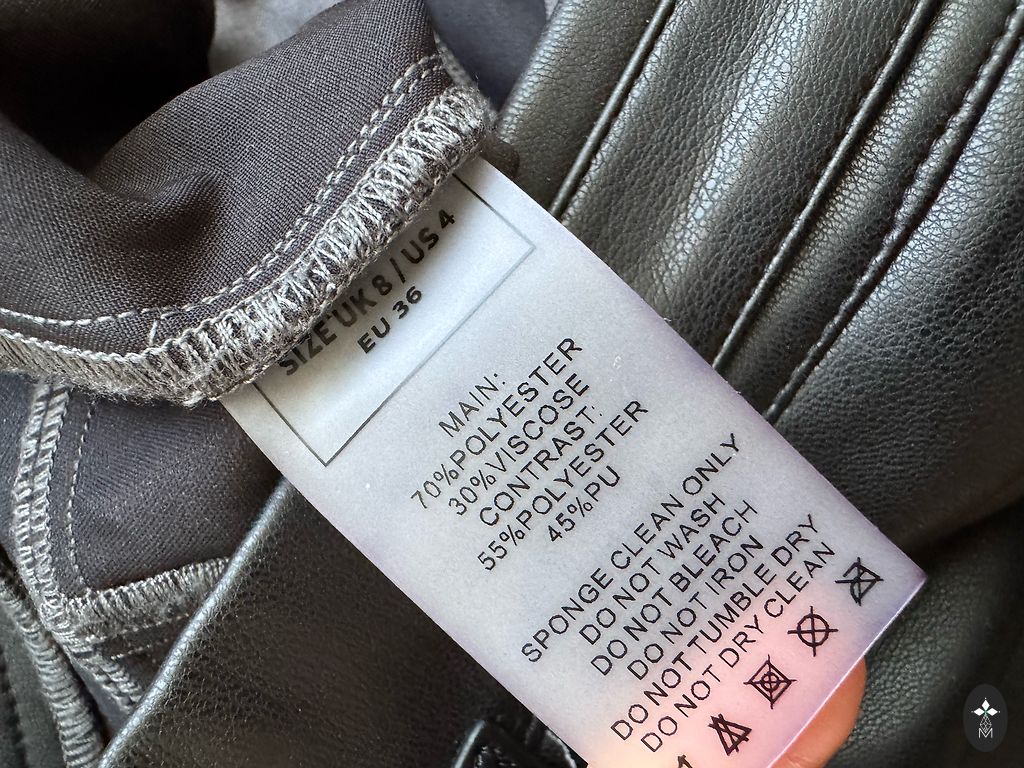 SIZE UK 8 / US 4
EU 36
MAIN:
70%POLYESTER
30%VISCOSE
CONTRAST:
55%POLYESTER
45%PU
SPONGE CLEAN ONLY
DO NOT WASH
DO NOT BLEACH
DO NOT IRON
DO NOT TUMBLE DRY
DO NOT DRY CLEAN
M